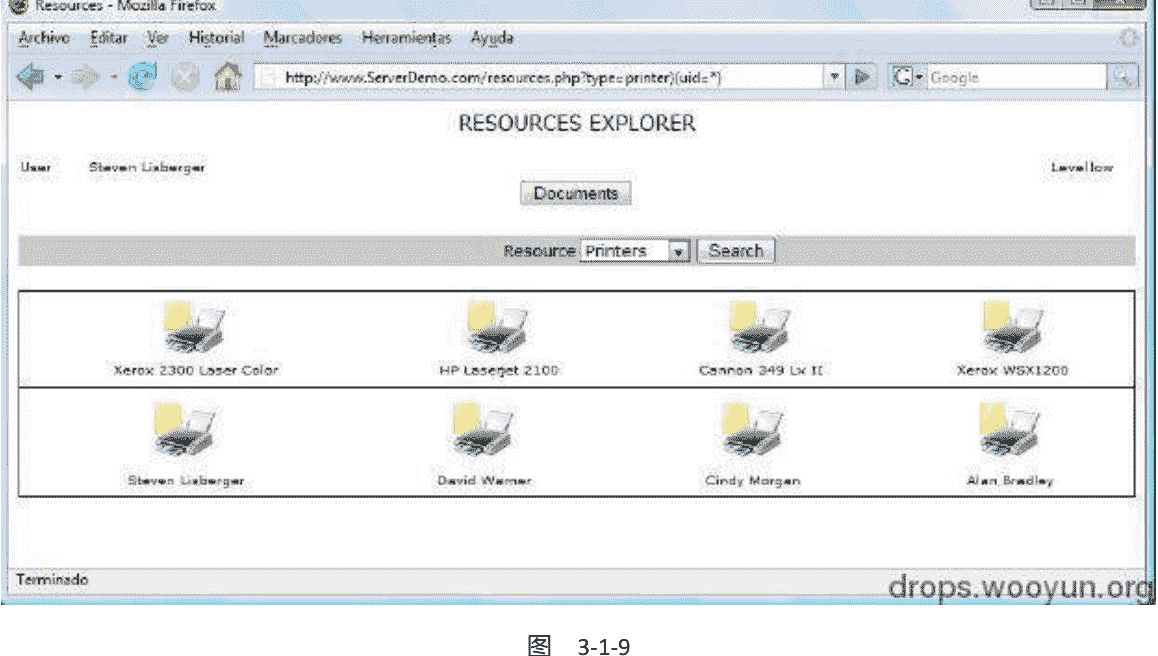 Resources - Mozilla Firefox
Archivo Editar Ver Historial Marcadores Herramientas Ayuda
http://www.ServerDemo.com/resources.php?type=printer)(uid=*) Google
RESOURCES EXPLORER
User Steven Lisberger Level low
Documents
Resource Printers Search
Xerox 2300 Laser Color HP Laserjet 2100 Cannon 349 Lx II Xerox WSX1200
Steven Lisberger David Warner Cindy Morgan Alan Bradley
Terminado
drops.wooyun.org
图 3-1-9